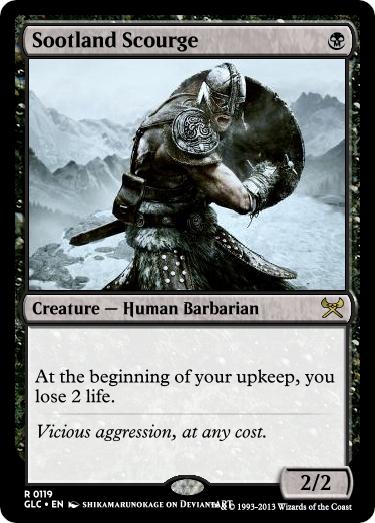 Sootland Scourge
Creature — Human Barbarian
At the beginning of your upkeep, you
lose 2 life.
Vicious aggression, at any cost.
2/2
R 0119
GLC • EN SHIKAMARUNOKAGE ON DEVIANTART
& © 1993-2013 Wizards of the Coast